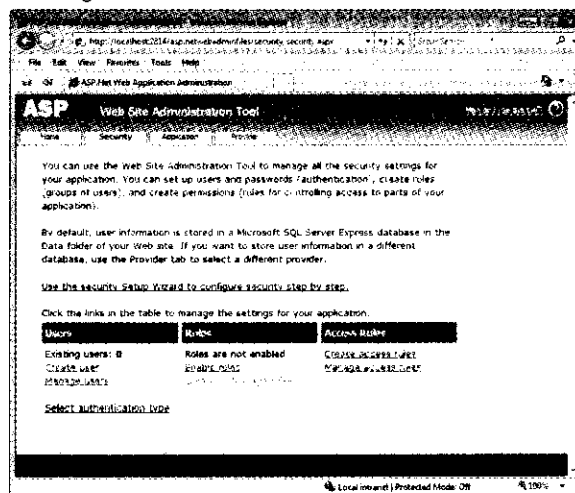 http://localhost:2814/asp.netwebadminfiles/security/security.aspx
File Edit View Favorites Tools Help
ASP.Net Web Application Administration
ASP Web Site Administration Tool
Home Security Application Provider
You can use the Web Site Administration Tool to manage all the security settings for
your application. You can set up users and passwords (authentication), create roles
(groups of users), and create permissions (rules for controlling access to parts of your
application).
By default, user information is stored in a Microsoft SQL Server Express database in the
Data folder of your Web site. If you want to store user information in a different
database, use the Provider tab to select a different provider.
Use the security Setup Wizard to configure security step by step.
Click the links in the table to manage the settings for your application.
Users Roles Access Rules
Existing users: 0 Roles are not enabled Create access rules
Create user Enable roles Manage access rules
Manage users
Select authentication type
Local intranet | Protected Mode: Off 100%